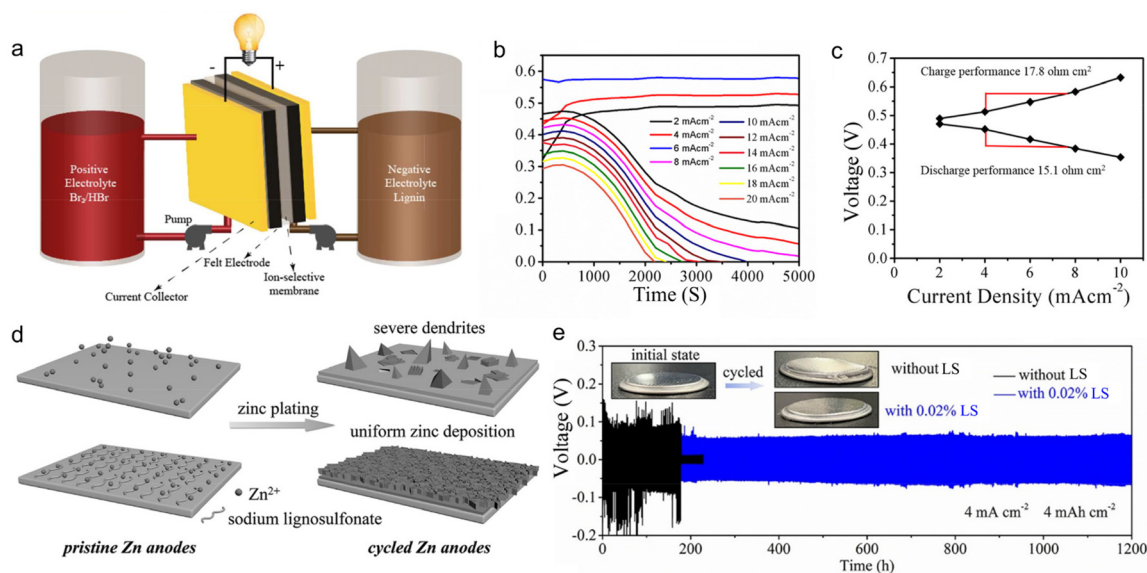 a
-
+
Positive
Electrolyte
Br₂/HBr
Negative
Electrolyte
Lignin
Pump
Felt Electrode
Ion-selective
membrane
Current Collector
b
0.6
0.5
0.4
0.3
0.2
0.1
0.0
2 mAcm⁻²
4 mAcm⁻²
6 mAcm⁻²
8 mAcm⁻²
10 mAcm⁻²
12 mAcm⁻²
14 mAcm⁻²
16 mAcm⁻²
18 mAcm⁻²
20 mAcm⁻²
0 1000 2000 3000 4000 5000
Time (S)
c
Voltage (V)
0.7
0.6
0.5
0.4
0.3
0.2
0.1
0.0
Charge performance 17.8 ohm cm²
Discharge performance 15.1 ohm cm²
0 2 4 6 8 10
Current Density (mAcm⁻²)
d
severe dendrites
zinc plating
uniform zinc deposition
Zn²⁺
sodium lignosulfonate
pristine Zn anodes
cycled Zn anodes
e
Voltage (V)
0.3
0.2
0.1
0.0
-0.1
-0.2
initial state
cycled
without LS
with 0.02% LS
without LS
with 0.02% LS
4 mA cm⁻² 4 mAh cm⁻²
0 200 400 600 800 1000 1200
Time (h)